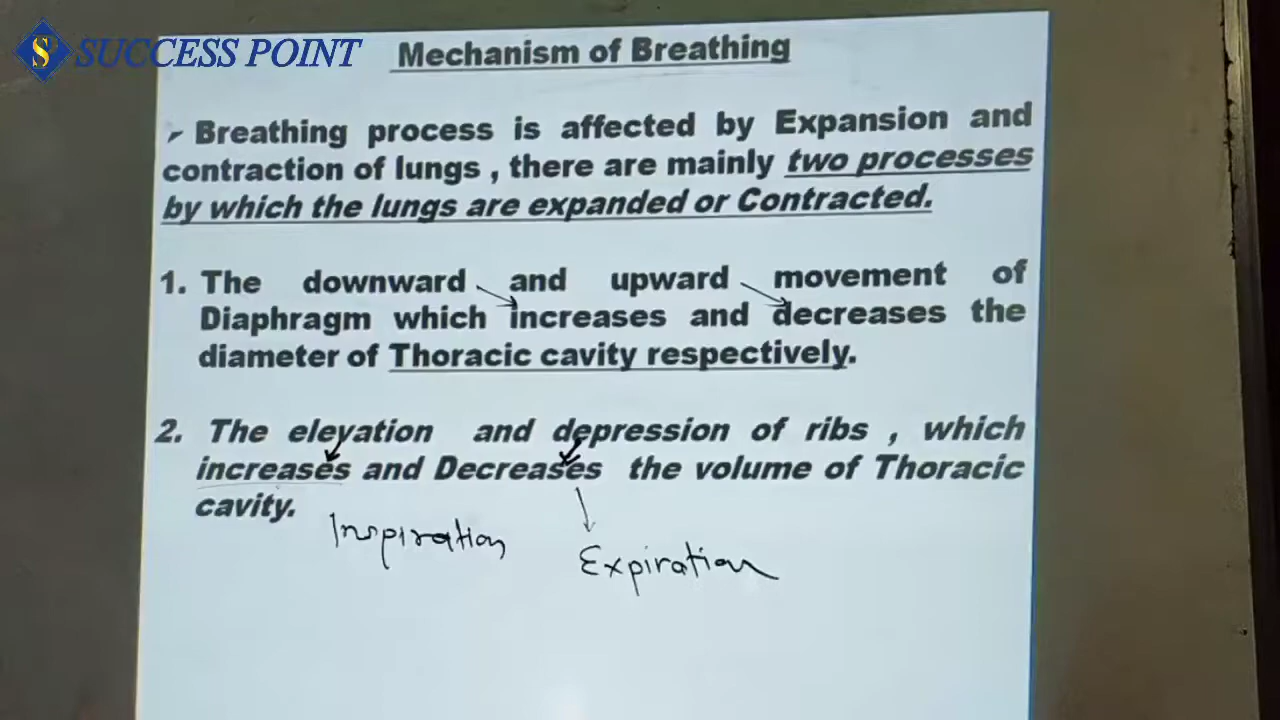 SUCCESS POINT
Mechanism of Breathing
Breathing process is affected by Expansion and
contraction of lungs , there are mainly two processes
by which the lungs are expanded or Contracted.
1. The downward and upward movement of
Diaphragm which increases and decreases the
diameter of Thoracic cavity respectively.
2. The elevation and depression of ribs , which
increases and Decreases the volume of Thoracic
cavity.
Inspiration
Expiration